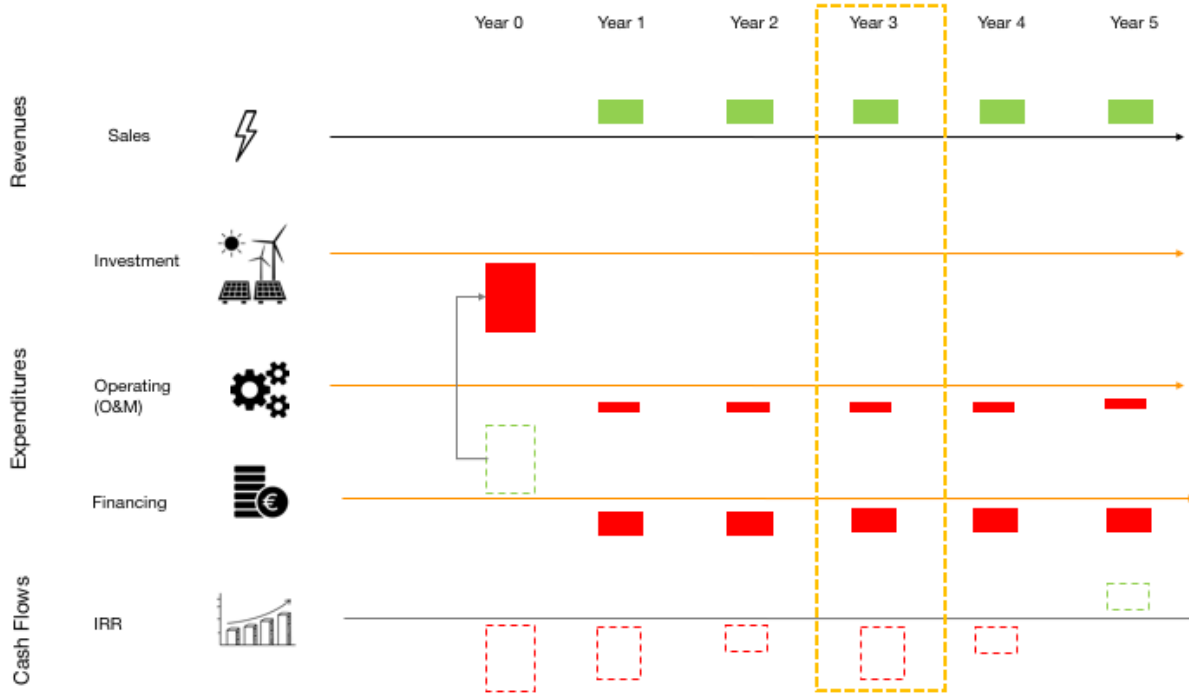 Year 0 Year 1 Year 2 Year 3 Year 4 Year 5
Revenues
Sales
Expenditures
Investment
Operating
(O&M)
Financing
€
Cash Flows
IRR